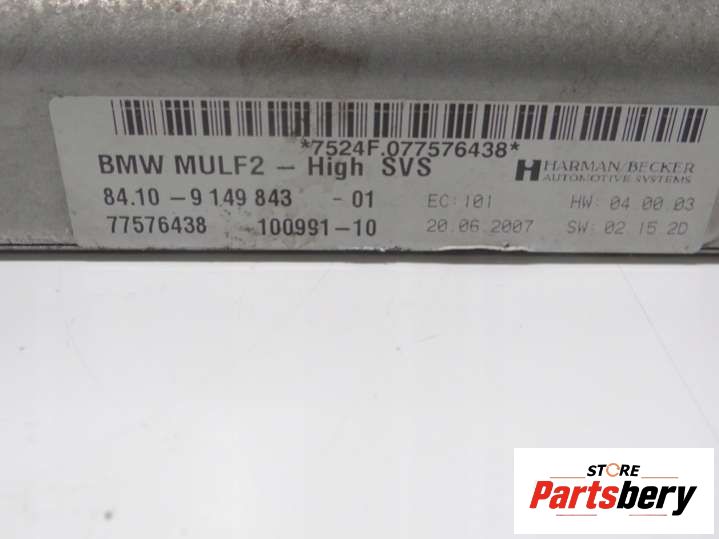 *7524F.077576438*
BMW MULF2 - High SVS
HARMAN/BECKER
AUTOMOTIVE SYSTEMS
84.10 - 9 149 843 - 01 EC: 101 HW: 04 00 03
77576438 100991-10 20.06.2007 SW: 02 15 2D
STORE
Partsbery